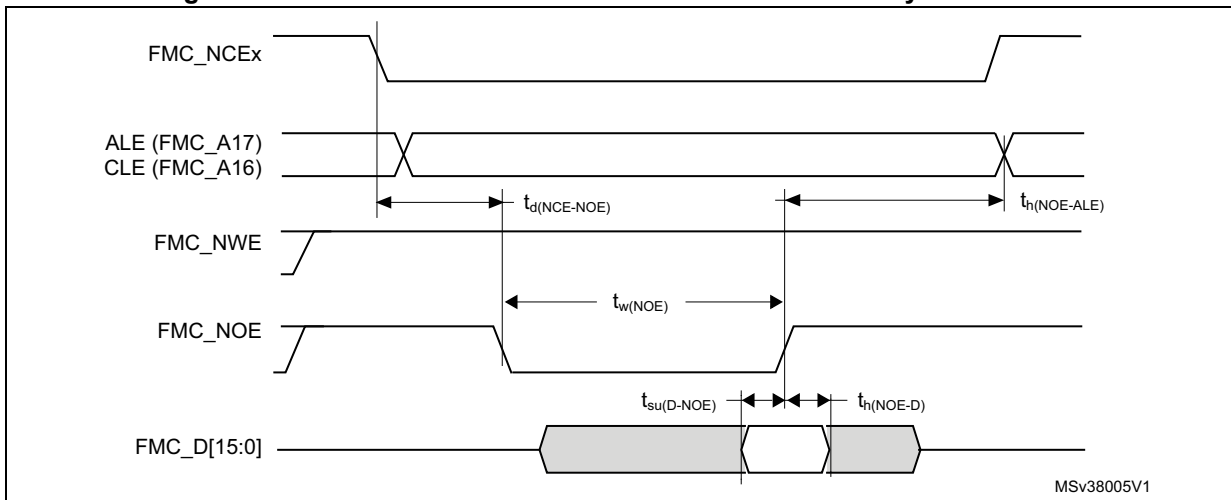 FMC_NCEx
ALE (FMC_A17)
CLE (FMC_A16)
td(NCE-NOE)
th(NOE-ALE)
FMC_NWE
tw(NOE)
FMC_NOE
tsu(D-NOE)
th(NOE-D)
FMC_D[15:0]
MSv38005V1